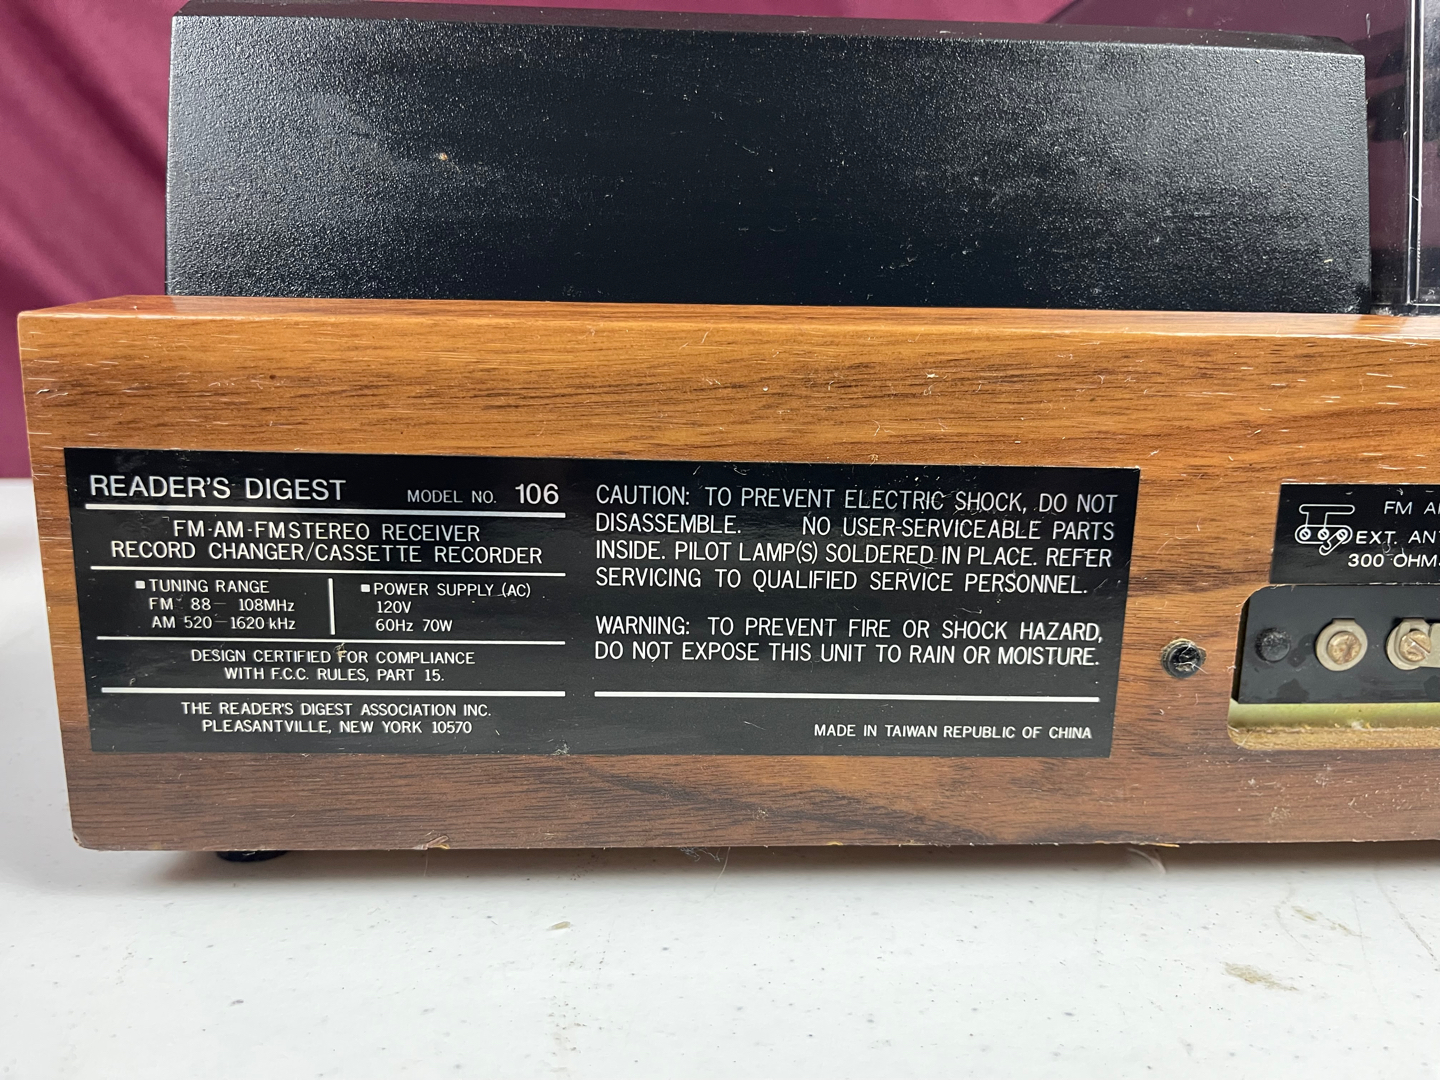 READER'S DIGEST MODEL NO. 106
FM-AM-FM STEREO RECEIVER
RECORD CHANGER/CASSETTE RECORDER
TUNING RANGE
FM 88 — 108MHz
AM 520 — 1620 kHz
POWER SUPPLY (AC)
120V
60Hz 70W
DESIGN CERTIFIED FOR COMPLIANCE
WITH F.C.C. RULES, PART 15.
THE READER'S DIGEST ASSOCIATION INC.
PLEASANTVILLE, NEW YORK 10570
CAUTION: TO PREVENT ELECTRIC SHOCK, DO NOT
DISASSEMBLE. NO USER-SERVICEABLE PARTS
INSIDE. PILOT LAMP(S) SOLDERED IN PLACE. REFER
SERVICING TO QUALIFIED SERVICE PERSONNEL.
WARNING: TO PREVENT FIRE OR SHOCK HAZARD,
DO NOT EXPOSE THIS UNIT TO RAIN OR MOISTURE.
MADE IN TAIWAN REPUBLIC OF CHINA
FM
EXT. ANT
300 OHM